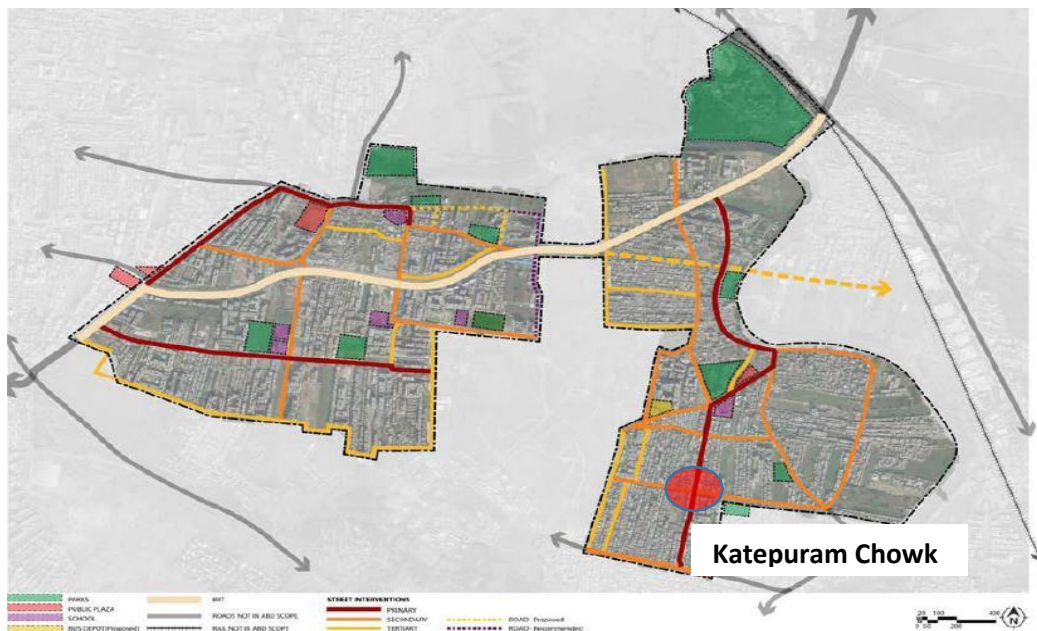 Katepuram Chowk
PARKS
PUBLIC PLAZA
SCHOOL
BUS DEPOT(Proposed)
BRT
ROADS NOT IN ABD SCOPE
RAIL NOT IN ABD SCOPE
STREET INTERVENTIONS
PRIMARY
SECONDARY
TERTIARY
ROAD- Proposed
ROAD- Recommended
N